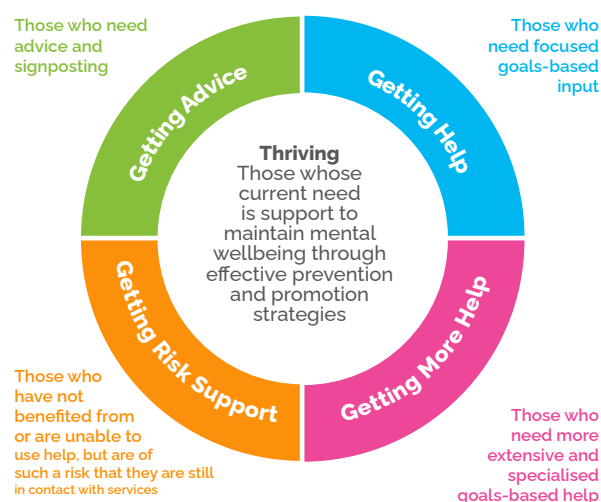 Those who need
advice and
signposting
Those who
need focused
goals-based
input
Getting Advice
Getting Help
Thriving
Those whose
current need
is support to
maintain mental
wellbeing through
effective prevention
and promotion
strategies
Getting Risk Support
Getting More Help
Those who
have not
benefited from
or are unable to
use help, but are of
such a risk that they are still
in contact with services
Those who
need more
extensive and
specialised
goals-based help